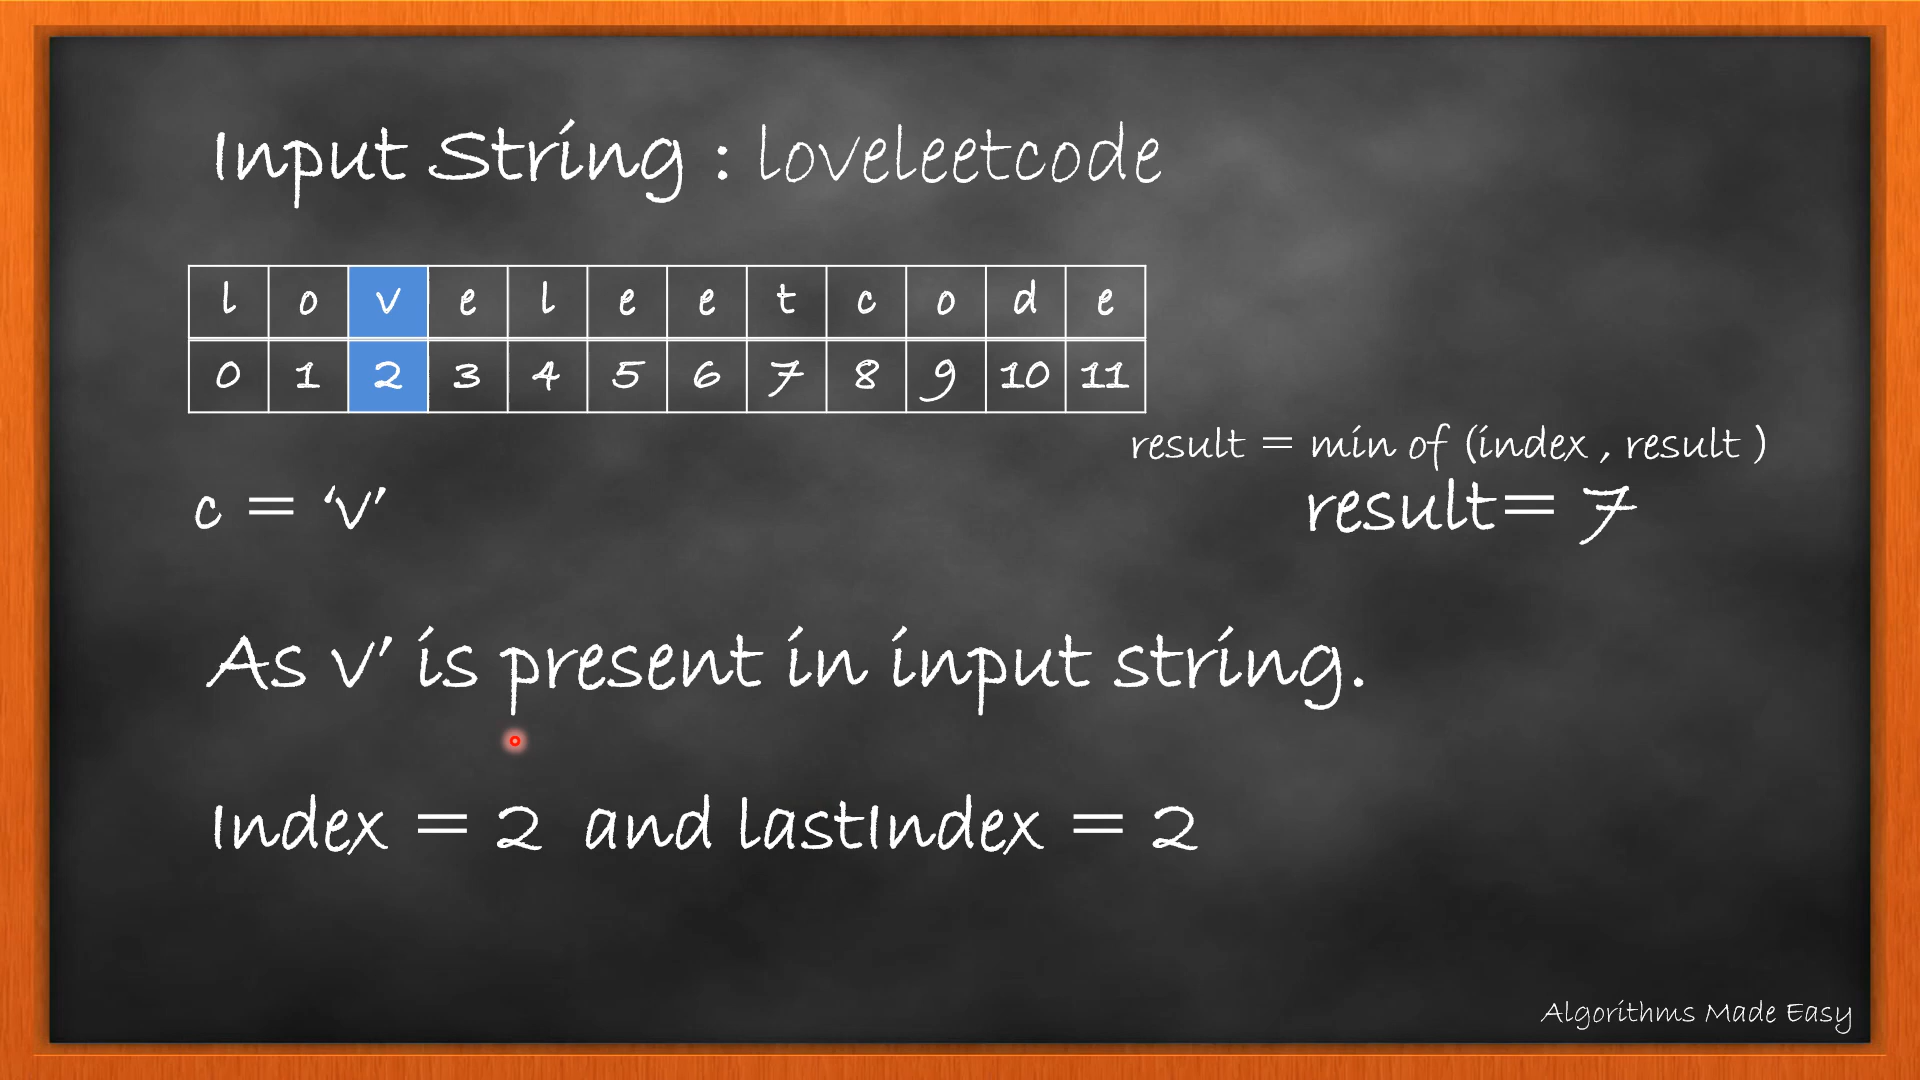 Input String : loveleetcode
l o v e l e e t c o d e
0 1 2 3 4 5 6 7 8 9 10 11
result = min of (index , result )
c = ‘v’
result= 7
As v’ is present in input string.
Index = 2 and lastIndex = 2
Algorithms Made Easy